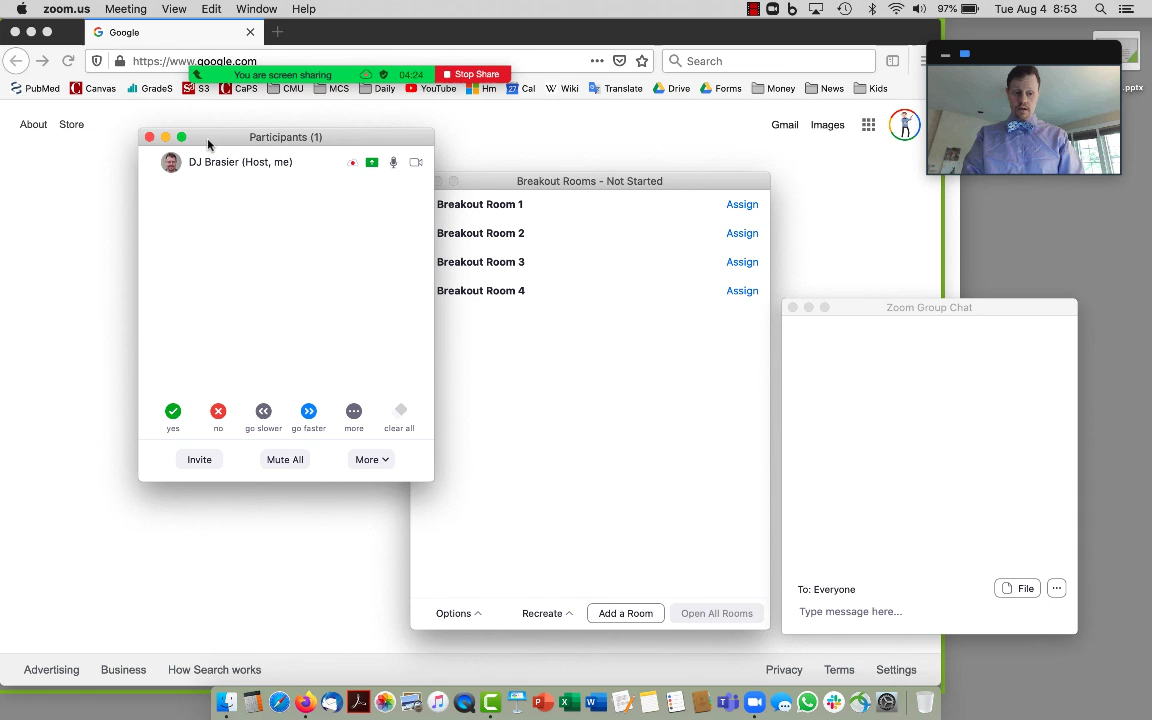 zoom.us Meeting View Edit Window Help
97% Tue Aug 4 8:53
Google
https://www.google.com
Search
You are screen sharing 04:24 Stop Share
PubMed Canvas GradeS S3 CaPS CMU MCS Daily YouTube Hm Cal Wiki Translate Drive Forms Money News Kids
.pptx
About Store
Gmail Images
Participants (1)
DJ Brasier (Host, me)
yes no go slower go faster more clear all
Invite Mute All More
Breakout Rooms - Not Started
Breakout Room 1 Assign
Breakout Room 2 Assign
Breakout Room 3 Assign
Breakout Room 4 Assign
Options Recreate Add a Room Open All Rooms
Zoom Group Chat
To: Everyone File
Type message here...
Advertising Business How Search works
Privacy Terms Settings